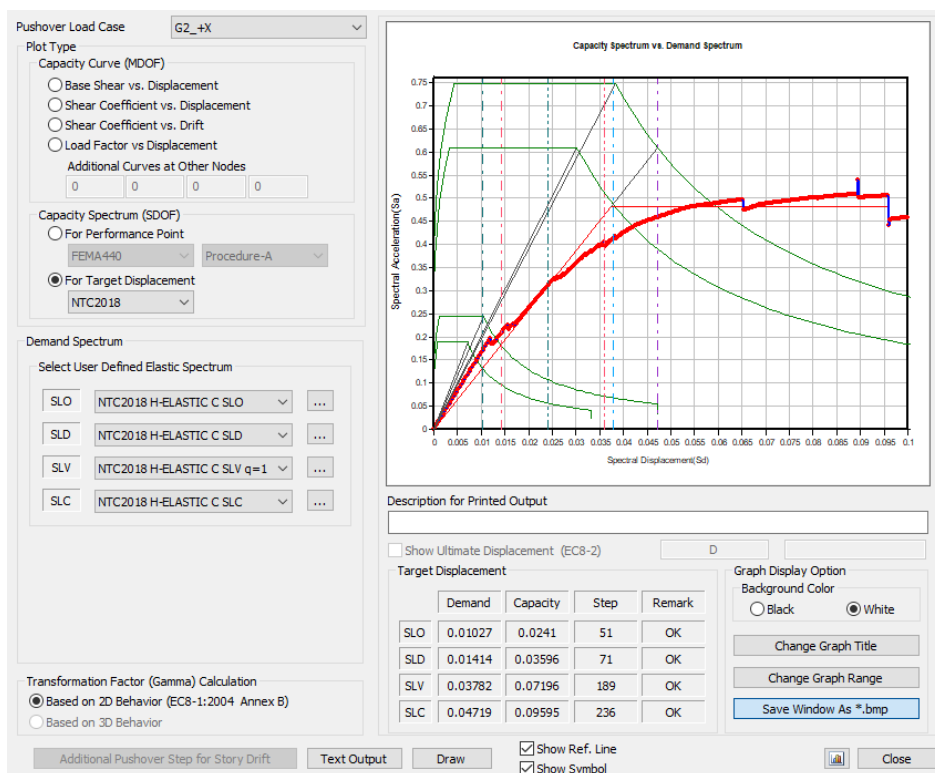 Pushover Load Case
G2_+X
Plot Type
Capacity Curve (MDOF)
Base Shear vs. Displacement
Shear Coefficient vs. Displacement
Shear Coefficient vs. Drift
Load Factor vs Displacement
Additional Curves at Other Nodes
0 0 0 0
Capacity Spectrum (SDOF)
For Performance Point
FEMA440 Procedure-A
For Target Displacement
NTC2018
Demand Spectrum
Select User Defined Elastic Spectrum
SLO NTC2018 H-ELASTIC C SLO ...
SLD NTC2018 H-ELASTIC C SLD ...
SLV NTC2018 H-ELASTIC C SLV q=1 ...
SLC NTC2018 H-ELASTIC C SLC ...
Transformation Factor (Gamma) Calculation
Based on 2D Behavior (EC8-1:2004 Annex B)
Based on 3D Behavior
Capacity Spectrum vs. Demand Spectrum
Spectral Acceleration(Sa)
0.75
0.7
0.65
0.6
0.55
0.5
0.45
0.4
0.35
0.3
0.25
0.2
0.15
0.1
0.05
0
0 0.005 0.01 0.015 0.02 0.025 0.03 0.035 0.04 0.045 0.05 0.055 0.06 0.065 0.07 0.075 0.08 0.085 0.09 0.095 0.1
Spectral Displacement(Sd)
Description for Printed Output
Show Ultimate Displacement (EC8-2) D
Target Displacement
Demand Capacity Step Remark
SLO 0.01027 0.0241 51 OK
SLD 0.01414 0.03596 71 OK
SLV 0.03782 0.07196 189 OK
SLC 0.04719 0.09595 236 OK
Graph Display Option
Background Color
Black White
Change Graph Title
Change Graph Range
Save Window As *.bmp
Additional Pushover Step for Story Drift Text Output Draw
Show Ref. Line
Show Symbol
Close